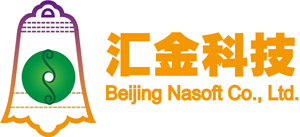 汇金科技
Beijing Nasoft Co., Ltd.